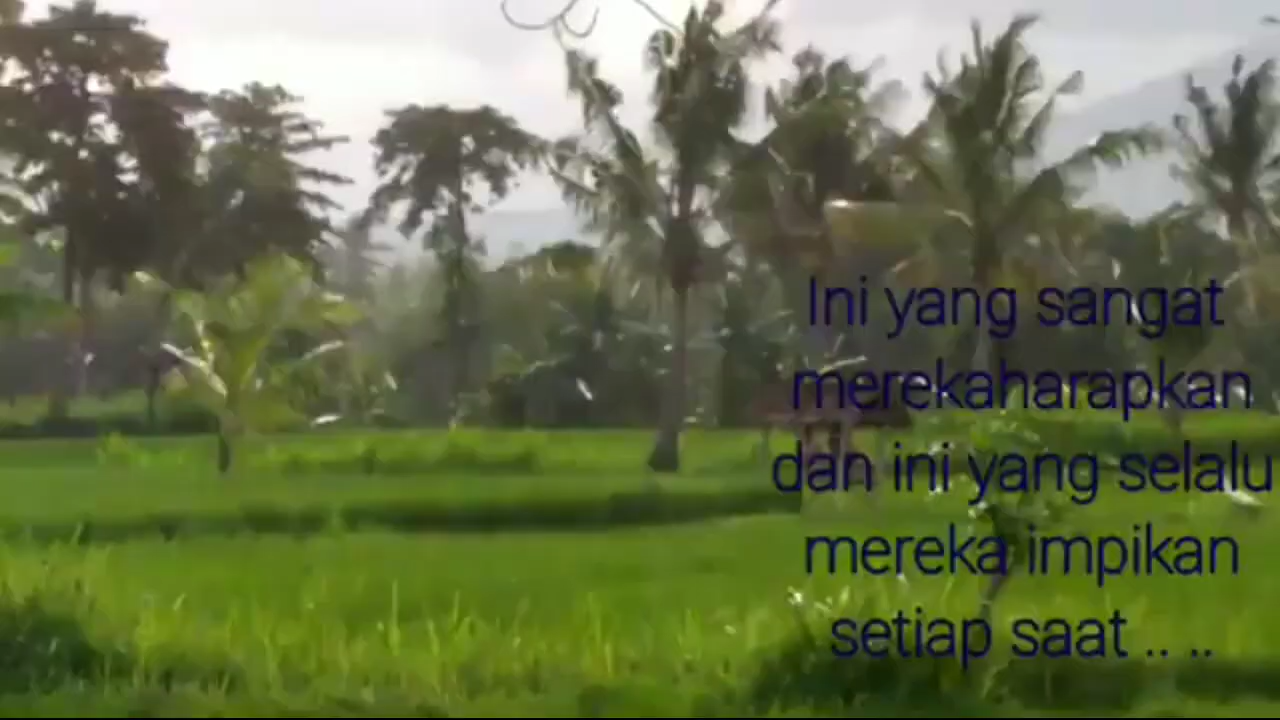 Ini yang sangat
merekaharapkan
dan ini yang selalu
mereka impikan
setiap saat .. ..